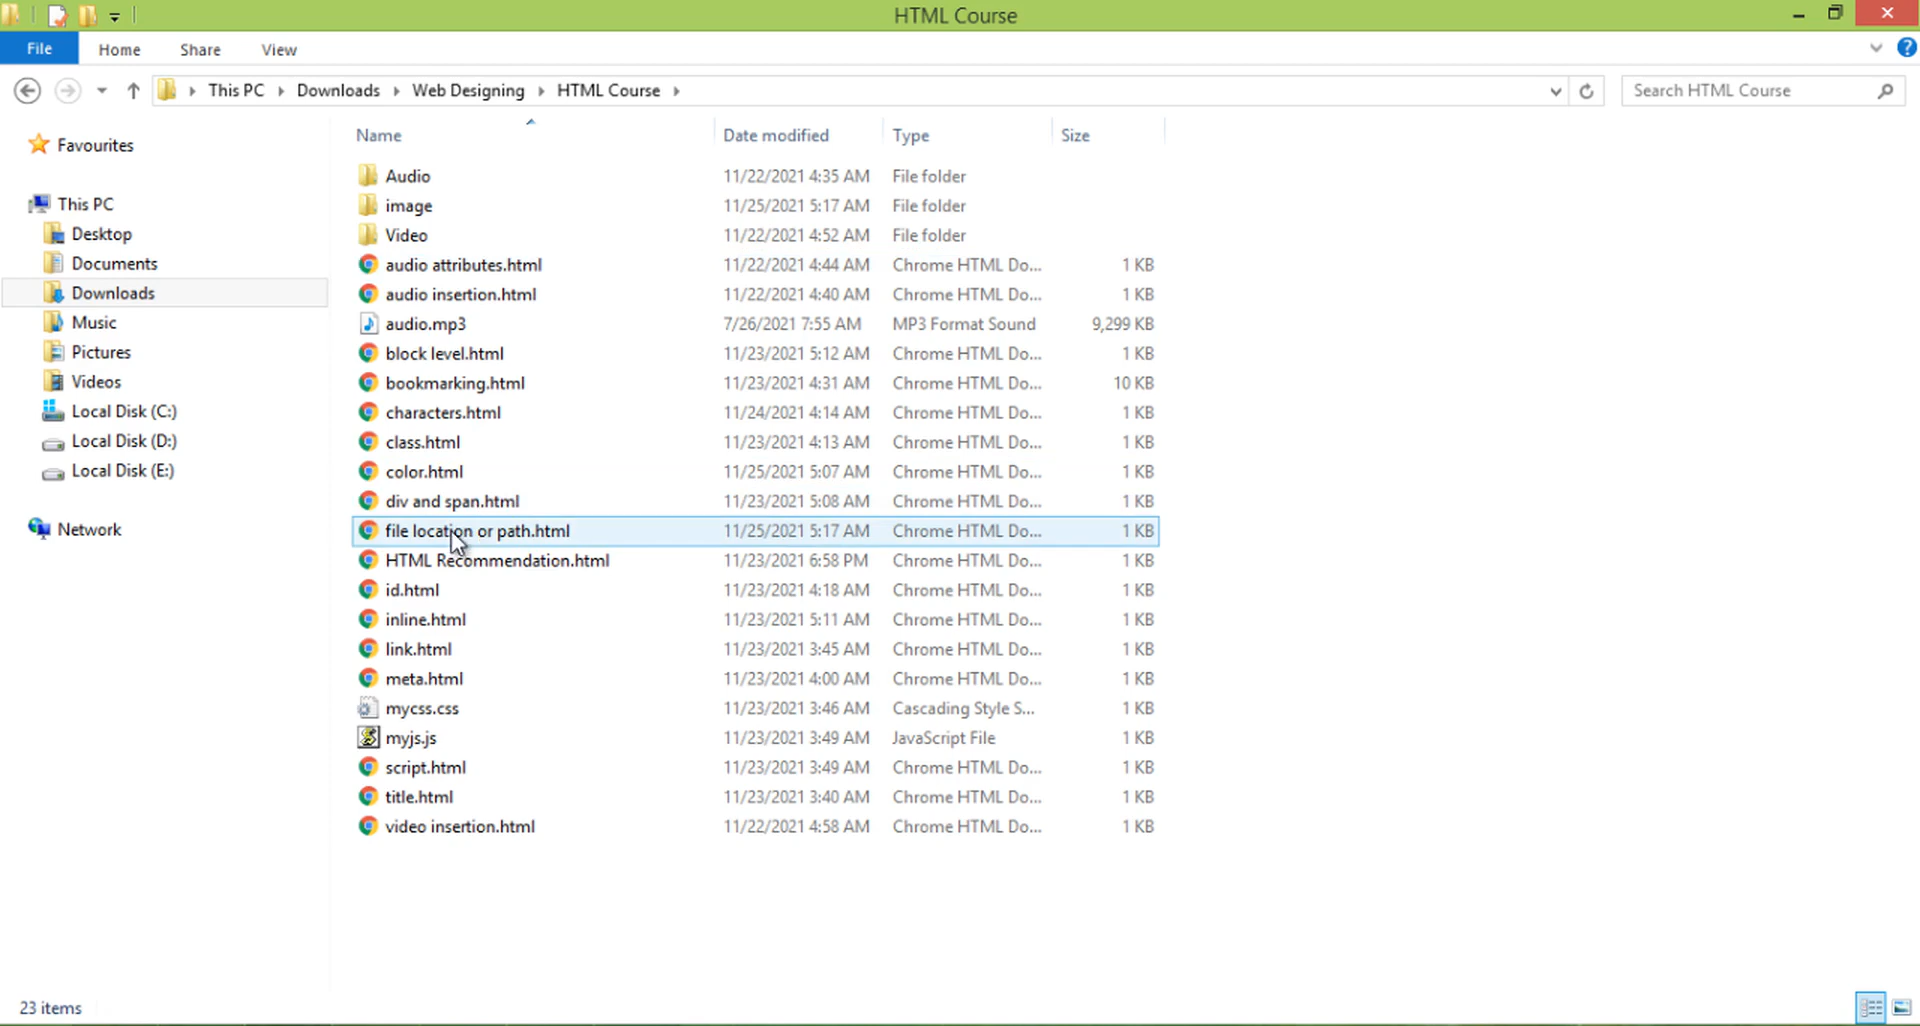 HTML Course
File Home Share View
This PC Downloads Web Designing HTML Course
Search HTML Course
Favourites
This PC
Desktop
Documents
Downloads
Music
Pictures
Videos
Local Disk (C:)
Local Disk (D:)
Local Disk (E:)
Network
Name Date modified Type Size
Audio 11/22/2021 4:35 AM File folder
image 11/25/2021 5:17 AM File folder
Video 11/22/2021 4:52 AM File folder
audio attributes.html 11/22/2021 4:44 AM Chrome HTML Do... 1 KB
audio insertion.html 11/22/2021 4:40 AM Chrome HTML Do... 1 KB
audio.mp3 7/26/2021 7:55 AM MP3 Format Sound 9,299 KB
block level.html 11/23/2021 5:12 AM Chrome HTML Do... 1 KB
bookmarking.html 11/23/2021 4:31 AM Chrome HTML Do... 10 KB
characters.html 11/24/2021 4:14 AM Chrome HTML Do... 1 KB
class.html 11/23/2021 4:13 AM Chrome HTML Do... 1 KB
color.html 11/25/2021 5:07 AM Chrome HTML Do... 1 KB
div and span.html 11/23/2021 5:08 AM Chrome HTML Do... 1 KB
file location or path.html 11/25/2021 5:17 AM Chrome HTML Do... 1 KB
HTML Recommendation.html 11/23/2021 6:58 PM Chrome HTML Do... 1 KB
id.html 11/23/2021 4:18 AM Chrome HTML Do... 1 KB
inline.html 11/23/2021 5:11 AM Chrome HTML Do... 1 KB
link.html 11/23/2021 3:45 AM Chrome HTML Do... 1 KB
meta.html 11/23/2021 4:00 AM Chrome HTML Do... 1 KB
mycss.css 11/23/2021 3:46 AM Cascading Style S... 1 KB
myjs.js 11/23/2021 3:49 AM JavaScript File 1 KB
script.html 11/23/2021 3:49 AM Chrome HTML Do... 1 KB
title.html 11/23/2021 3:40 AM Chrome HTML Do... 1 KB
video insertion.html 11/22/2021 4:58 AM Chrome HTML Do... 1 KB
23 items